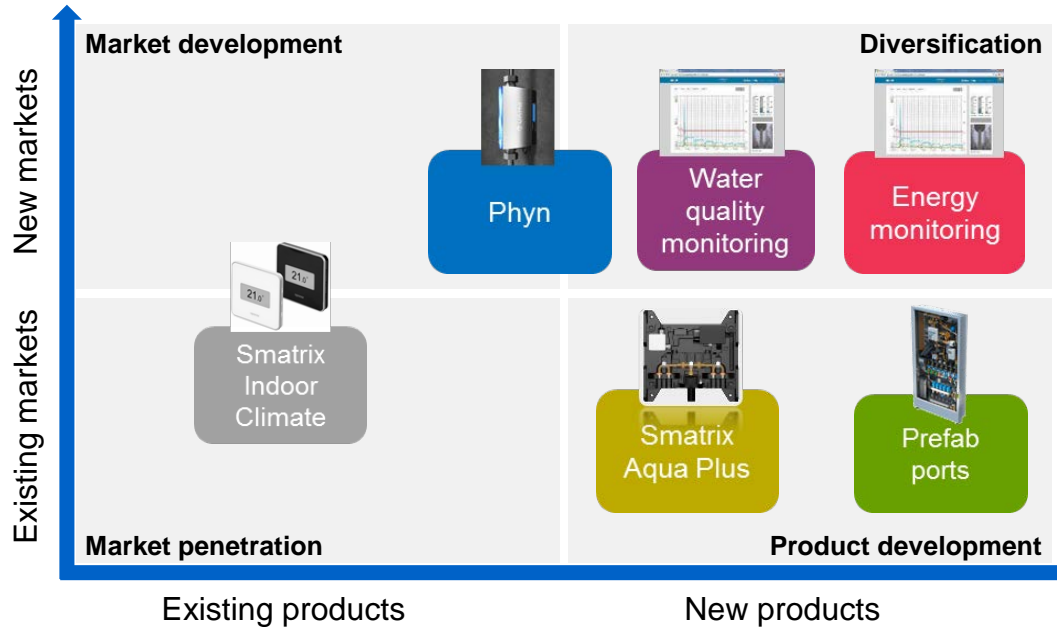 Market development
Diversification
New markets
Phyn
Water
quality
monitoring
Energy
monitoring
21.0°
21.0°
Existing markets
Smatrix
Indoor
Climate
Smatrix
Aqua Plus
Prefab
ports
Market penetration
Product development
Existing products
New products